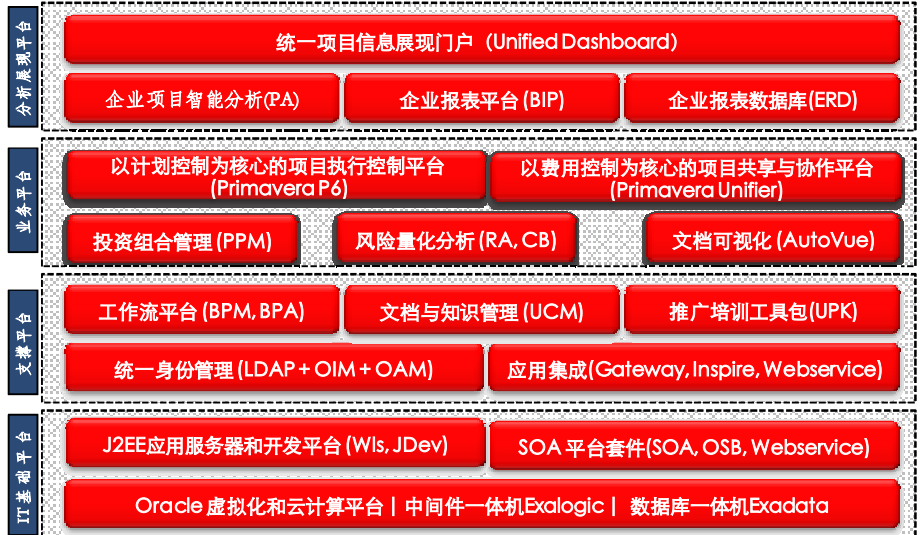 分析展现平台
统一项目信息展现门户（Unified Dashboard）
企业项目智能分析(PA)
企业报表平台 (BIP)
企业报表数据库(ERD)
业务平台
以计划控制为核心的项目执行控制平台
(Primavera P6)
以费用控制为核心的项目共享与协作平台
(Primavera Unifier)
投资组合管理 (PPM)
风险量化分析 (RA, CB)
文档可视化 (AutoVue)
支撑平台
工作流平台 (BPM, BPA)
文档与知识管理 (UCM)
推广培训工具包(UPK)
统一身份管理 (LDAP + OIM + OAM)
应用集成(Gateway, Inspire, Webservice)
IT基础平台
J2EE应用服务器和开发平台 (Wls, JDev)
SOA 平台套件(SOA, OSB, Webservice)
Oracle 虚拟化和云计算平台 | 中间件一体机Exalogic | 数据库一体机Exadata